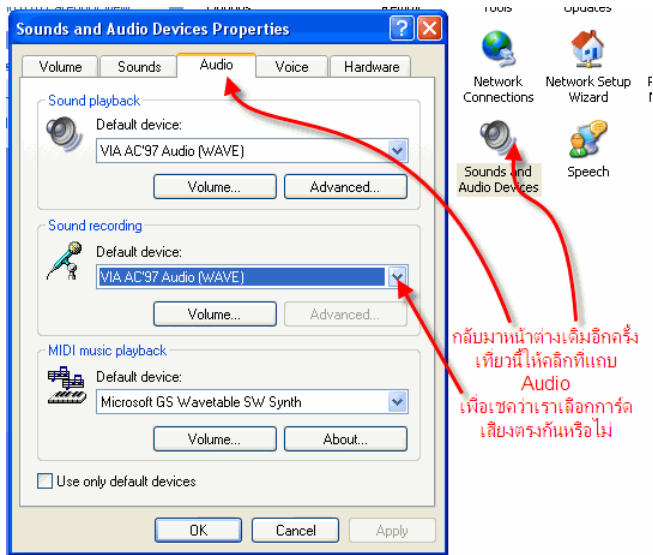 Sounds and Audio Devices Properties
Volume
Sounds
Audio
Voice
Hardware
Sound playback
Default device:
VIA AC'97 Audio (WAVE)
Volume...
Advanced...
Sound recording
Default device:
VIA AC'97 Audio (WAVE)
Volume...
Advanced...
MIDI music playback
Default device:
Microsoft GS Wavetable SW Synth
Volume...
About...
Use only default devices
OK
Cancel
Apply
Tools
Updates
Network
Connections
Network Setup
Wizard
Sounds and
Audio Devices
Speech
กลับมาหน้าต่างเดิมอีกครั้ง
เที่ยวนี้ให้คลิกที่แถบ
Audio
เพื่อเชควาเราเลือกการ์ด
เสียงตรงกันหรือไม่